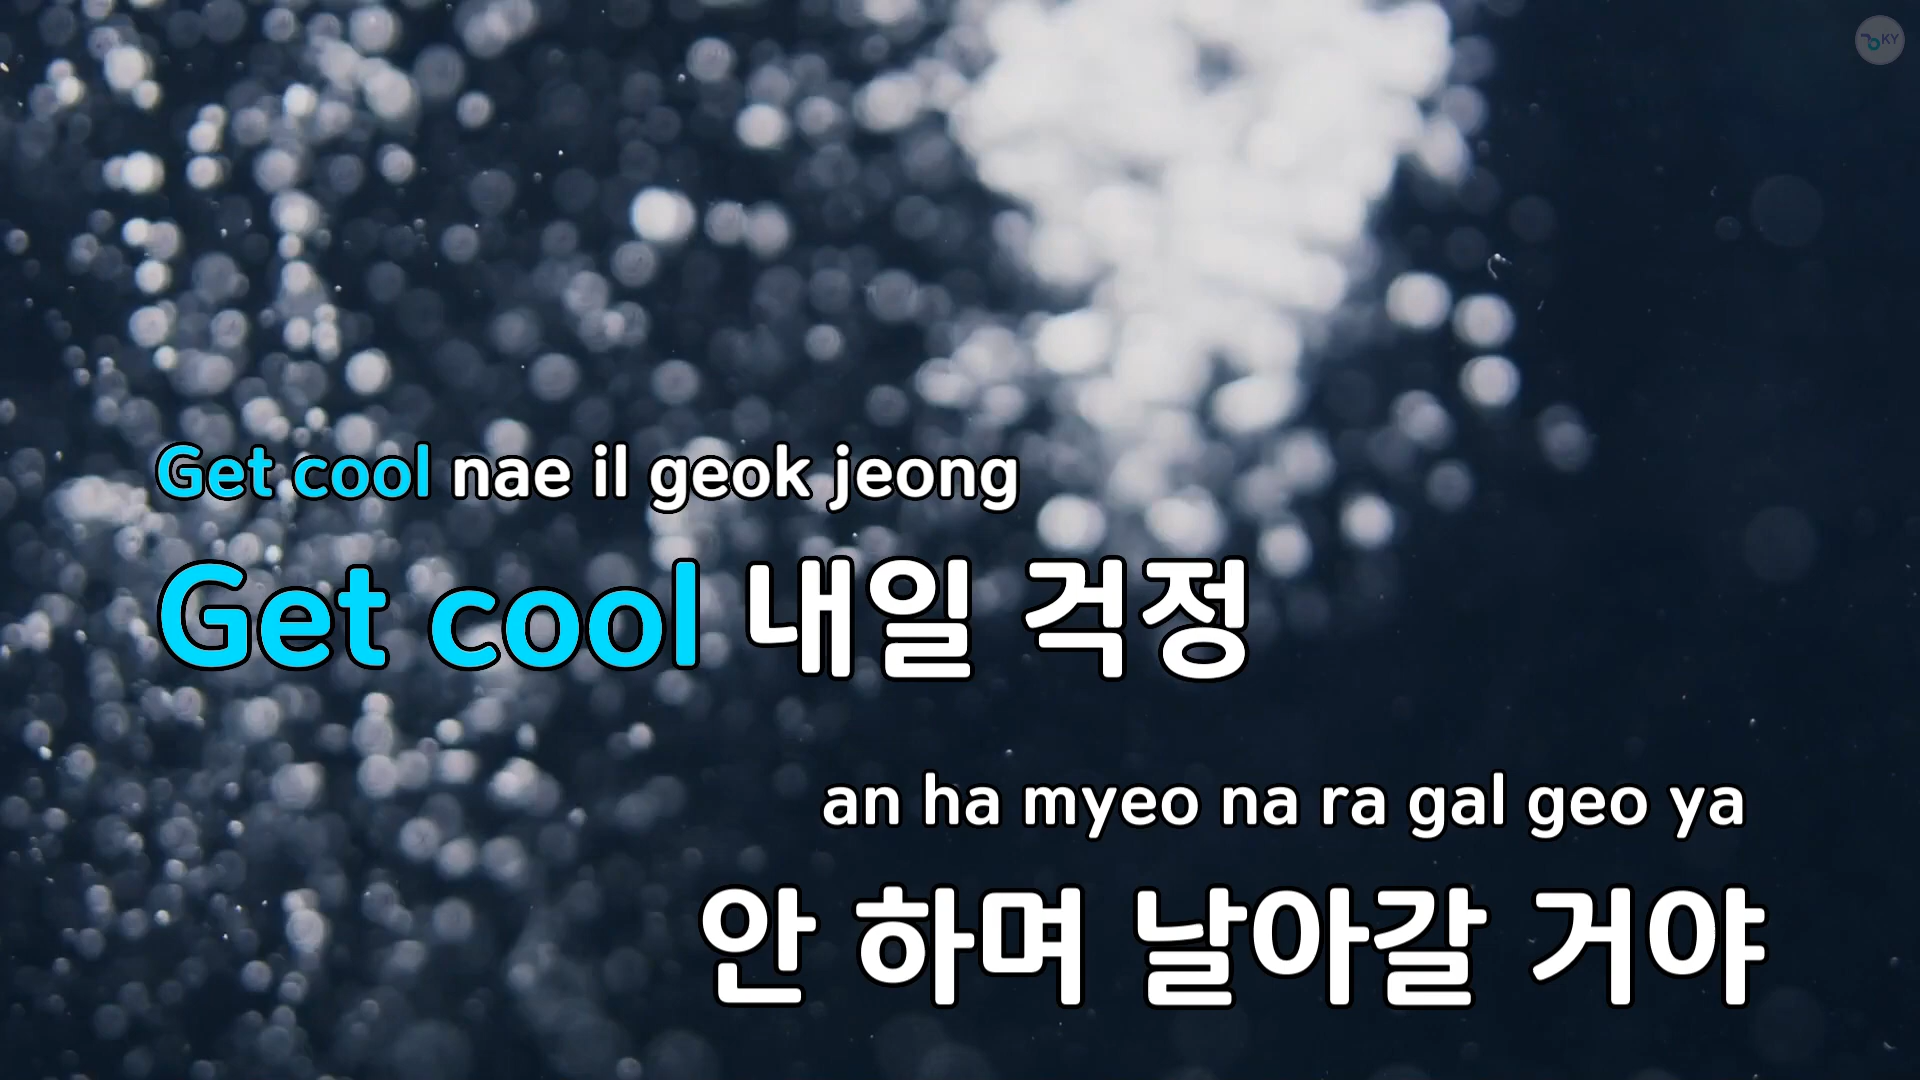 KY
Get cool nae il geok jeong
Get cool 내일 걱정
an ha myeo na ra gal geo ya
안 하며 날아갈 거야